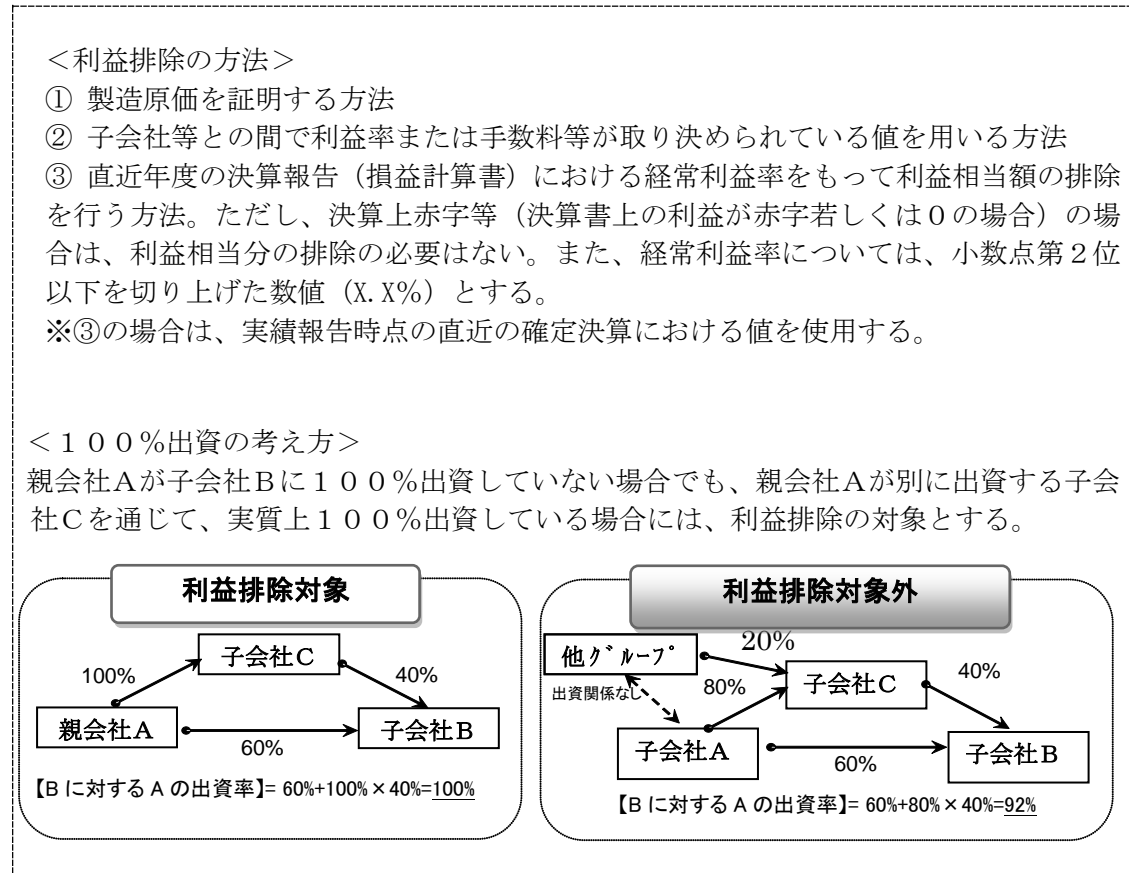 ＜利益排除の方法＞
① 製造原価を証明する方法
② 子会社等との間で利益率または手数料等が取り決められている値を用いる方法
③ 直近年度の決算報告（損益計算書）における経常利益率をもって利益相当額の排除
を行う方法。ただし、決算上赤字等（決算書上の利益が赤字若しくは０の場合）の場
合は、利益相当分の排除の必要はない。また、経常利益率については、小数点第２位
以下を切り上げた数値（X.X％）とする。
※③の場合は、実績報告時点の直近の確定決算における値を使用する。
＜１００％出資の考え方＞
親会社Ａが子会社Ｂに１００％出資していない場合でも、親会社Ａが別に出資する子会
社Ｃを通じて、実質上１００％出資している場合には、利益排除の対象とする。
利益排除対象
子会社Ｃ
100%
40%
親会社Ａ
子会社Ｂ
60%
【B に対する A の出資率】= 60%+100%×40%=100%
利益排除対象外
他ｸﾞﾙｰﾌﾟ
20%
子会社Ｃ
40%
80%
出資関係なし
子会社Ａ
子会社Ｂ
60%
【B に対する A の出資率】= 60%+80%×40%=92%